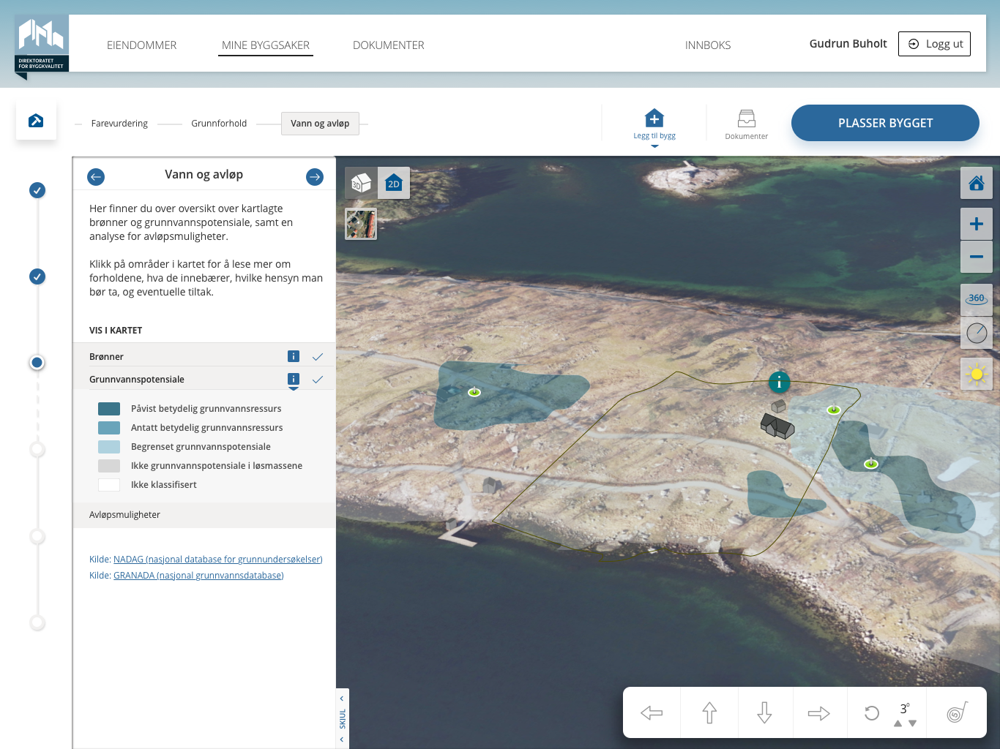 DIREKTORATET
FOR BYGGKVALITET
EIENDOMMER
MINE BYGGSAKER
DOKUMENTER
INNBOKS
Gudrun Buholt
Logg ut
Farevurdering
Grunnforhold
Vann og avløp
Legg til bygg
Dokumenter
PLASSER BYGGET
Vann og avløp
Her finner du over oversikt over kartlagte
brønner og grunnvannspotensiale, samt en
analyse for avløpsmuligheter.
Klikk på områder i kartet for å lese mer om
forholdene, hva de innebærer, hvilke hensyn man
bør ta, og eventuelle tiltak.
VIS I KARTET
Brønner
i
Grunnvannspotensiale
i
Påvist betydelig grunnvannsressurs
Antatt betydelig grunnvannsressurs
Begrenset grunnvannspotensiale
Ikke grunnvannspotensiale i løsmassene
Ikke klassifisert
Avløpsmuligheter
Kilde: NADAG (nasjonal database for grunnundersøkelser)
Kilde: GRANADA (nasjonal grunnvannsdatabase)
3D
2D
360
i
SKJUL
3°
5